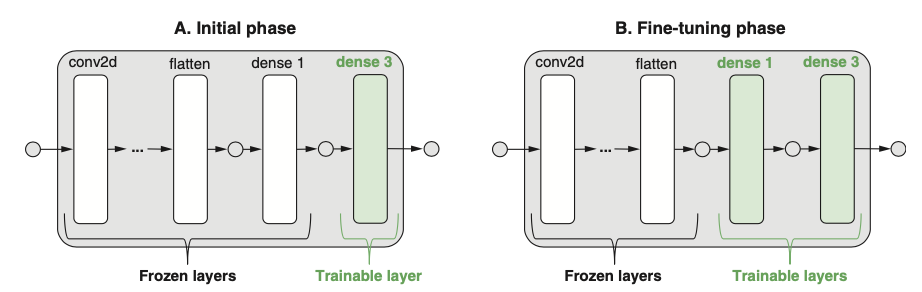 A. Initial phase
conv2d
flatten
dense 1
dense 3
...
Frozen layers
Trainable layer
B. Fine-tuning phase
conv2d
flatten
dense 1
dense 3
...
Frozen layers
Trainable layers